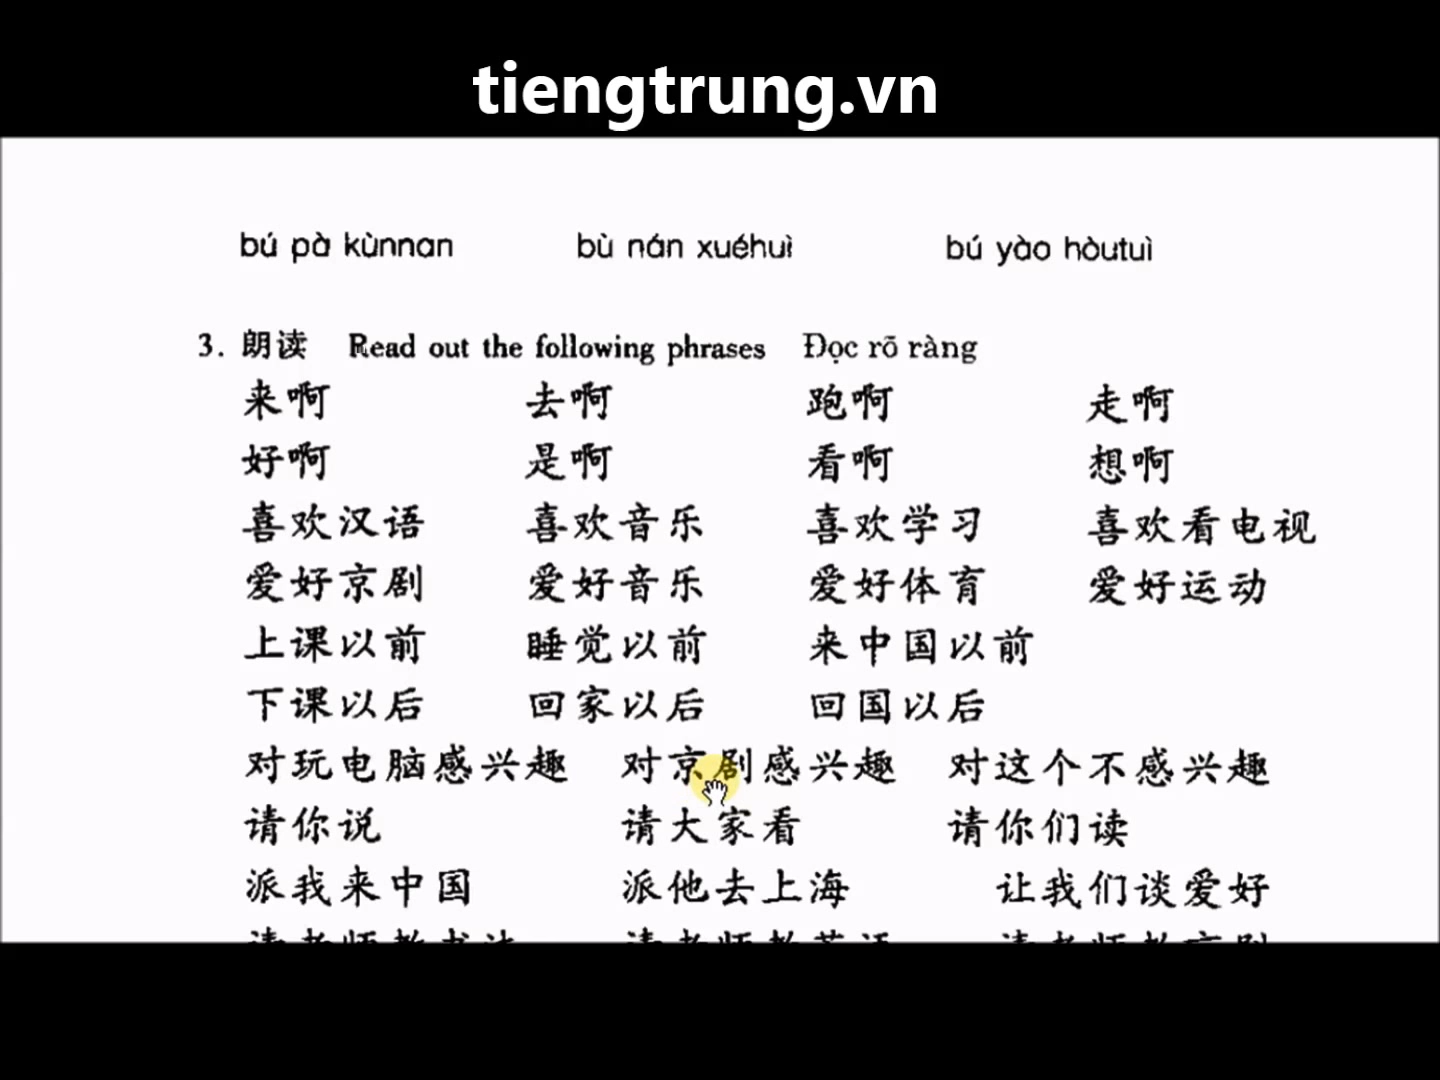 tiengtrung.vn
bú pà kùnnan bù nán xuéhuì bú yào hòutuì
3. 朗读 Read out the following phrases Đọc rõ ràng
来啊 去啊 跑啊 走啊
好啊 是啊 看啊 想啊
喜欢汉语 喜欢音乐 喜欢学习 喜欢看电视
爱好京剧 爱好音乐 爱好体育 爱好运动
上课以前 睡觉以前 来中国以前
下课以后 回家以后 回国以后
对玩电脑感兴趣 对京剧感兴趣 对这个不感兴趣
请你说 请大家看 请你们读
派我来中国 派他去上海 让我们谈爱好